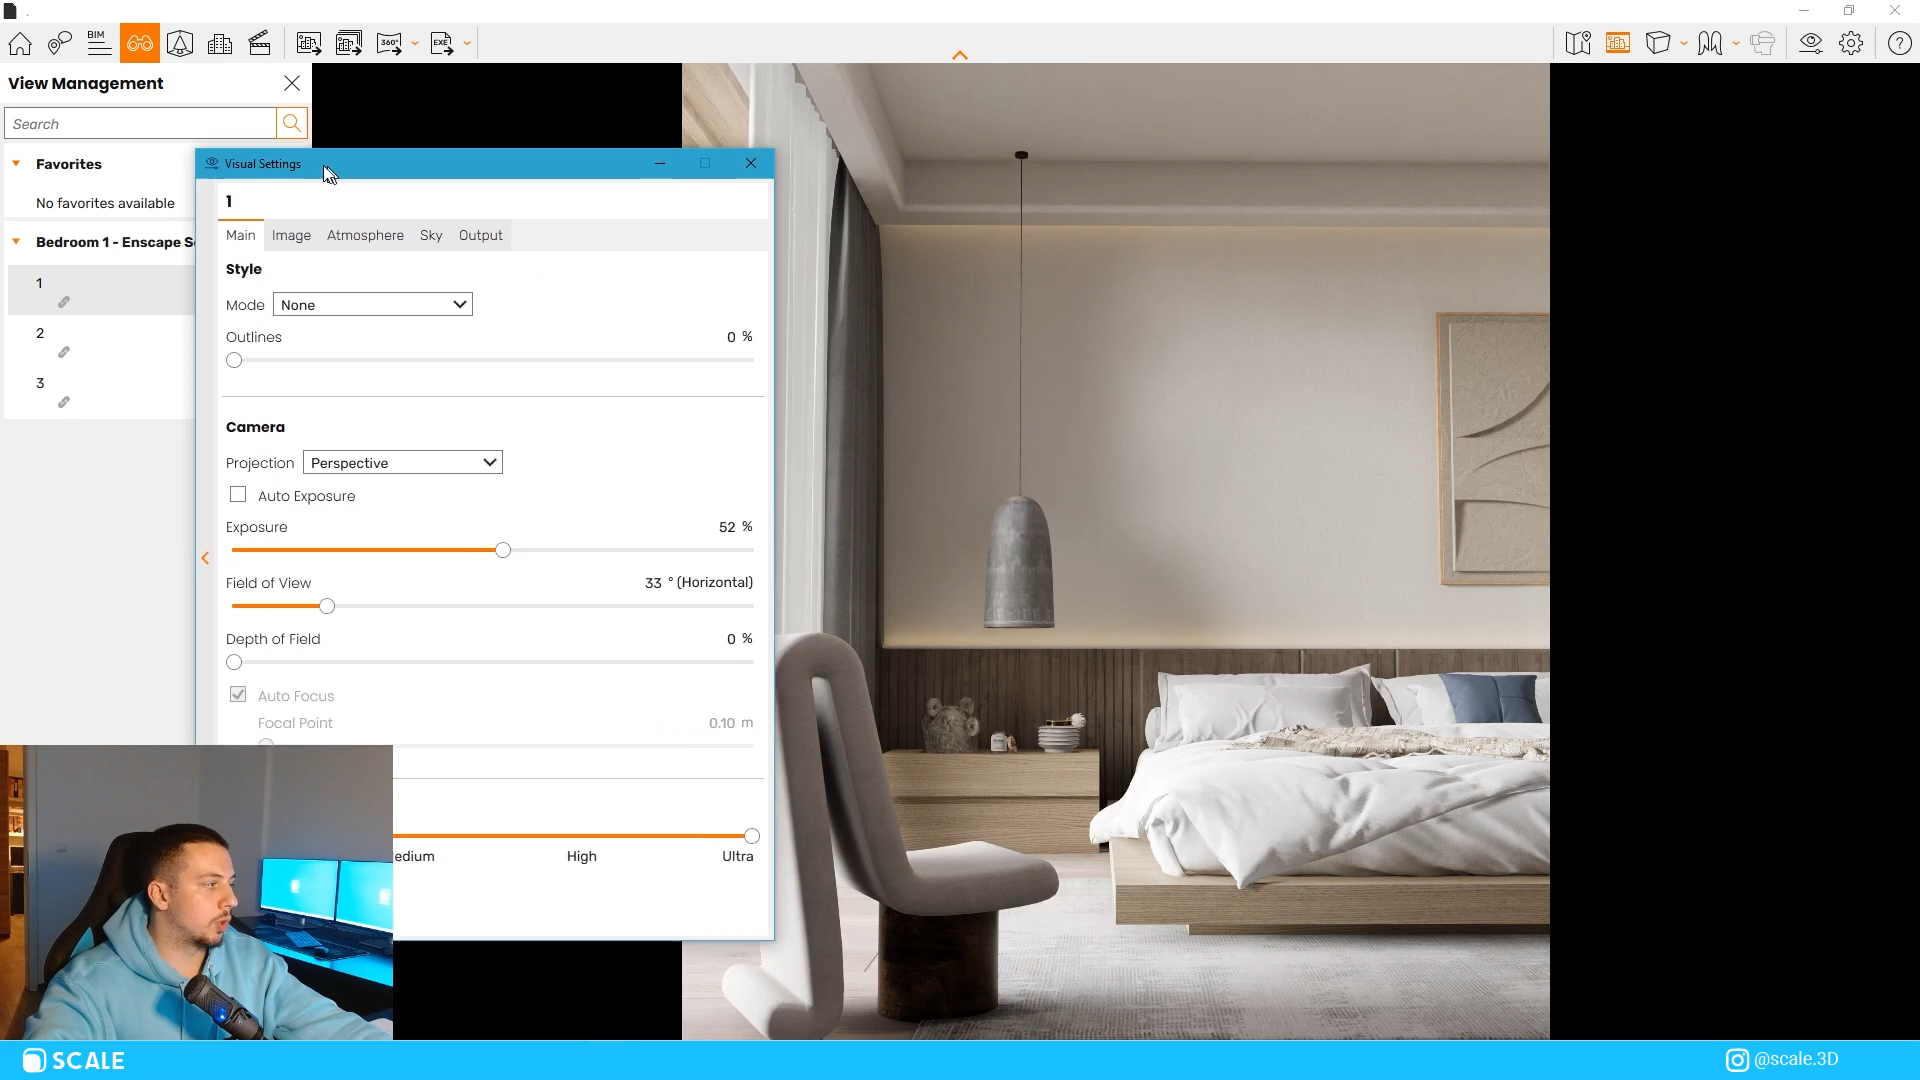 BIM
360°
EXE
?
View Management
Search
Favorites
No favorites available
Bedroom 1 - Enscape S
1
2
3
Visual Settings
1
Main Image Atmosphere Sky Output
Style
Mode None
Outlines 0 %
Camera
Projection Perspective
Auto Exposure
Exposure 52 %
Field of View 33 ° (Horizontal)
Depth of Field 0 %
Auto Focus
Focal Point 0.10 m
edium High Ultra
SCALE
@scale.3D